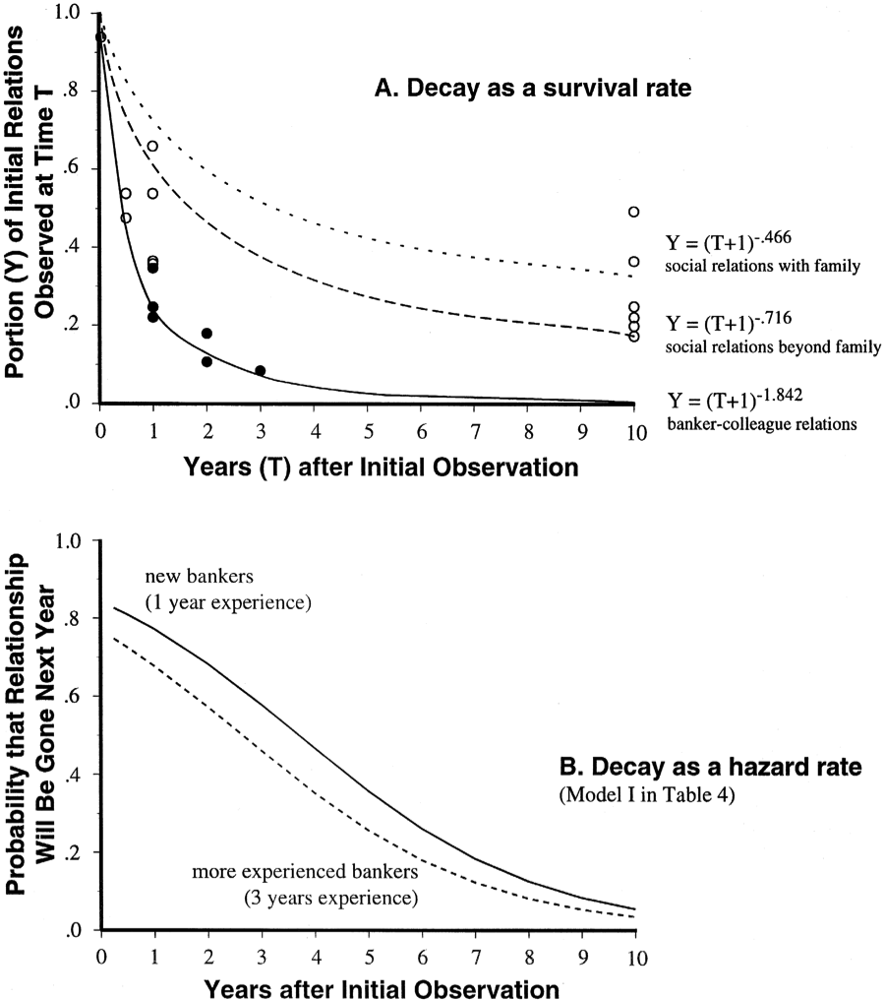 Portion (Y) of Initial Relations
Observed at Time T
1.0
.8
.6
.4
.2
.0
A. Decay as a survival rate
Y = (T+1)-.466
social relations with family
Y = (T+1)-.716
social relations beyond family
Y = (T+1)-1.842
banker-colleague relations
0 1 2 3 4 5 6 7 8 9 10
Years (T) after Initial Observation
Probability that Relationship
Will Be Gone Next Year
1.0
.8
.6
.4
.2
.0
new bankers
(1 year experience)
B. Decay as a hazard rate
(Model I in Table 4)
more experienced bankers
(3 years experience)
0 1 2 3 4 5 6 7 8 9 10
Years after Initial Observation